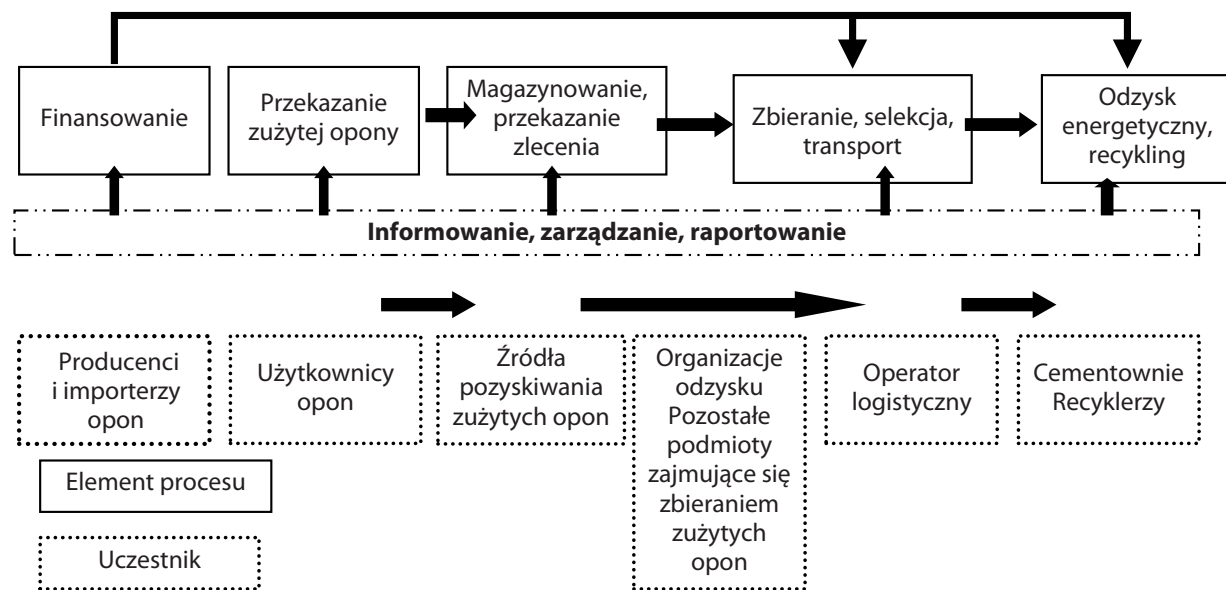 Finansowanie
Przekazanie
zużytej opony
Magazynowanie,
przekazanie
zlecenia
Zbieranie, selekcja,
transport
Odzysk
energetyczny,
recykling
Informowanie, zarządzanie, raportowanie
Producenci
i importerzy
opon
Użytkownicy
opon
Źródła
pozyskiwania
zużytych opon
Organizacje
odzysku
Pozostałe
podmioty
zajmujące się
zbieraniem
zużytych
opon
Operator
logistyczny
Cementownie
Recyklerzy
Element procesu
Uczestnik